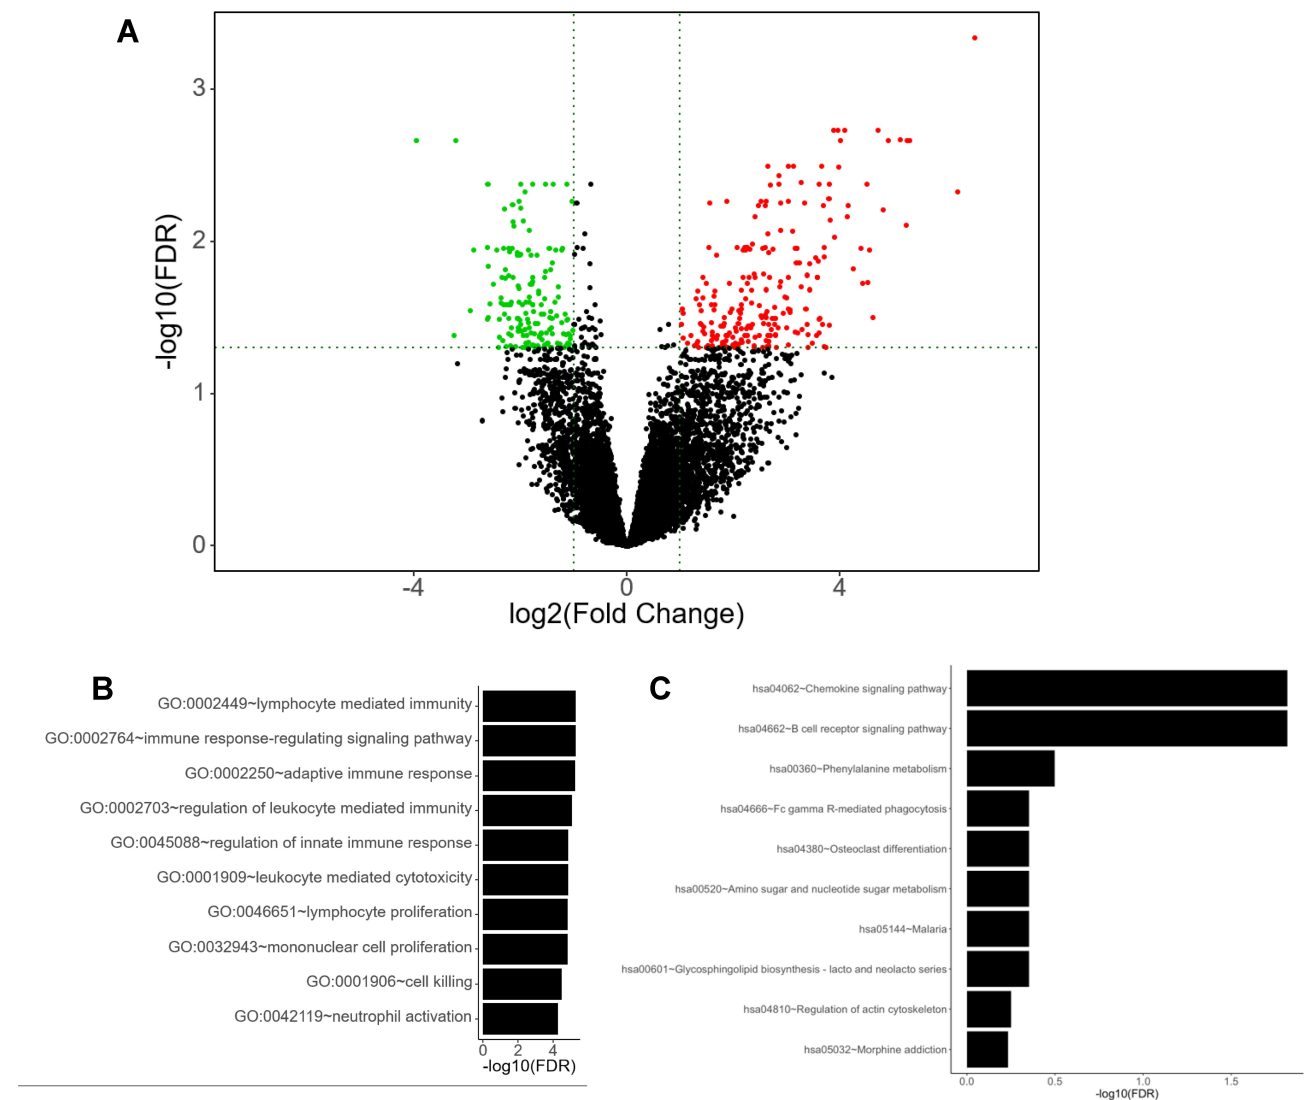 A
-log10(FDR)
3
2
1
0
-4
0
4
log2(Fold Change)
B
GO:0002449~lymphocyte mediated immunity
GO:0002764~immune response-regulating signaling pathway
GO:0002250~adaptive immune response
GO:0002703~regulation of leukocyte mediated immunity
GO:0045088~regulation of innate immune response
GO:0001909~leukocyte mediated cytotoxicity
GO:0046651~lymphocyte proliferation
GO:0032943~mononuclear cell proliferation
GO:0001906~cell killing
GO:0042119~neutrophil activation
0 2 4
-log10(FDR)
C
hsa04062~Chemokine signaling pathway
hsa04662~B cell receptor signaling pathway
hsa00360~Phenylalanine metabolism
hsa04666~Fc gamma R-mediated phagocytosis
hsa04380~Osteoclast differentiation
hsa00520~Amino sugar and nucleotide sugar metabolism
hsa05144~Malaria
hsa00601~Glycosphingolipid biosynthesis - lacto and neolacto series
hsa04810~Regulation of actin cytoskeleton
hsa05032~Morphine addiction
0.0 0.5 1.0 1.5
-log10(FDR)